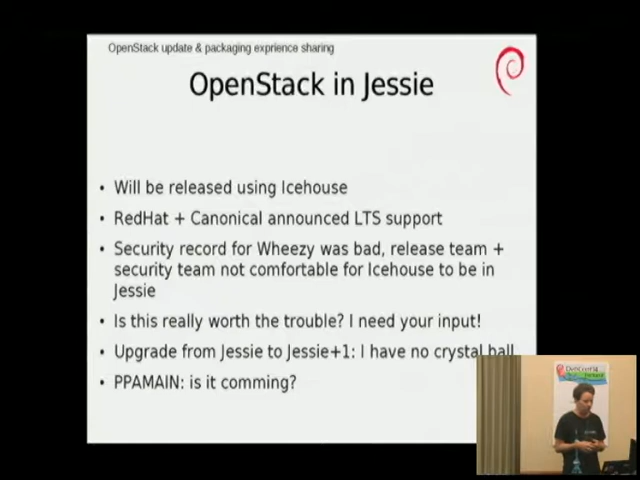 OpenStack update & packaging exprience sharing
OpenStack in Jessie
• Will be released using Icehouse
• RedHat + Canonical announced LTS support
• Security record for Wheezy was bad, release team +
security team not comfortable for Icehouse to be in
Jessie
• Is this really worth the trouble? I need your input!
• Upgrade from Jessie to Jessie+1: I have no crystal ball
• PPAMAIN: is it comming?